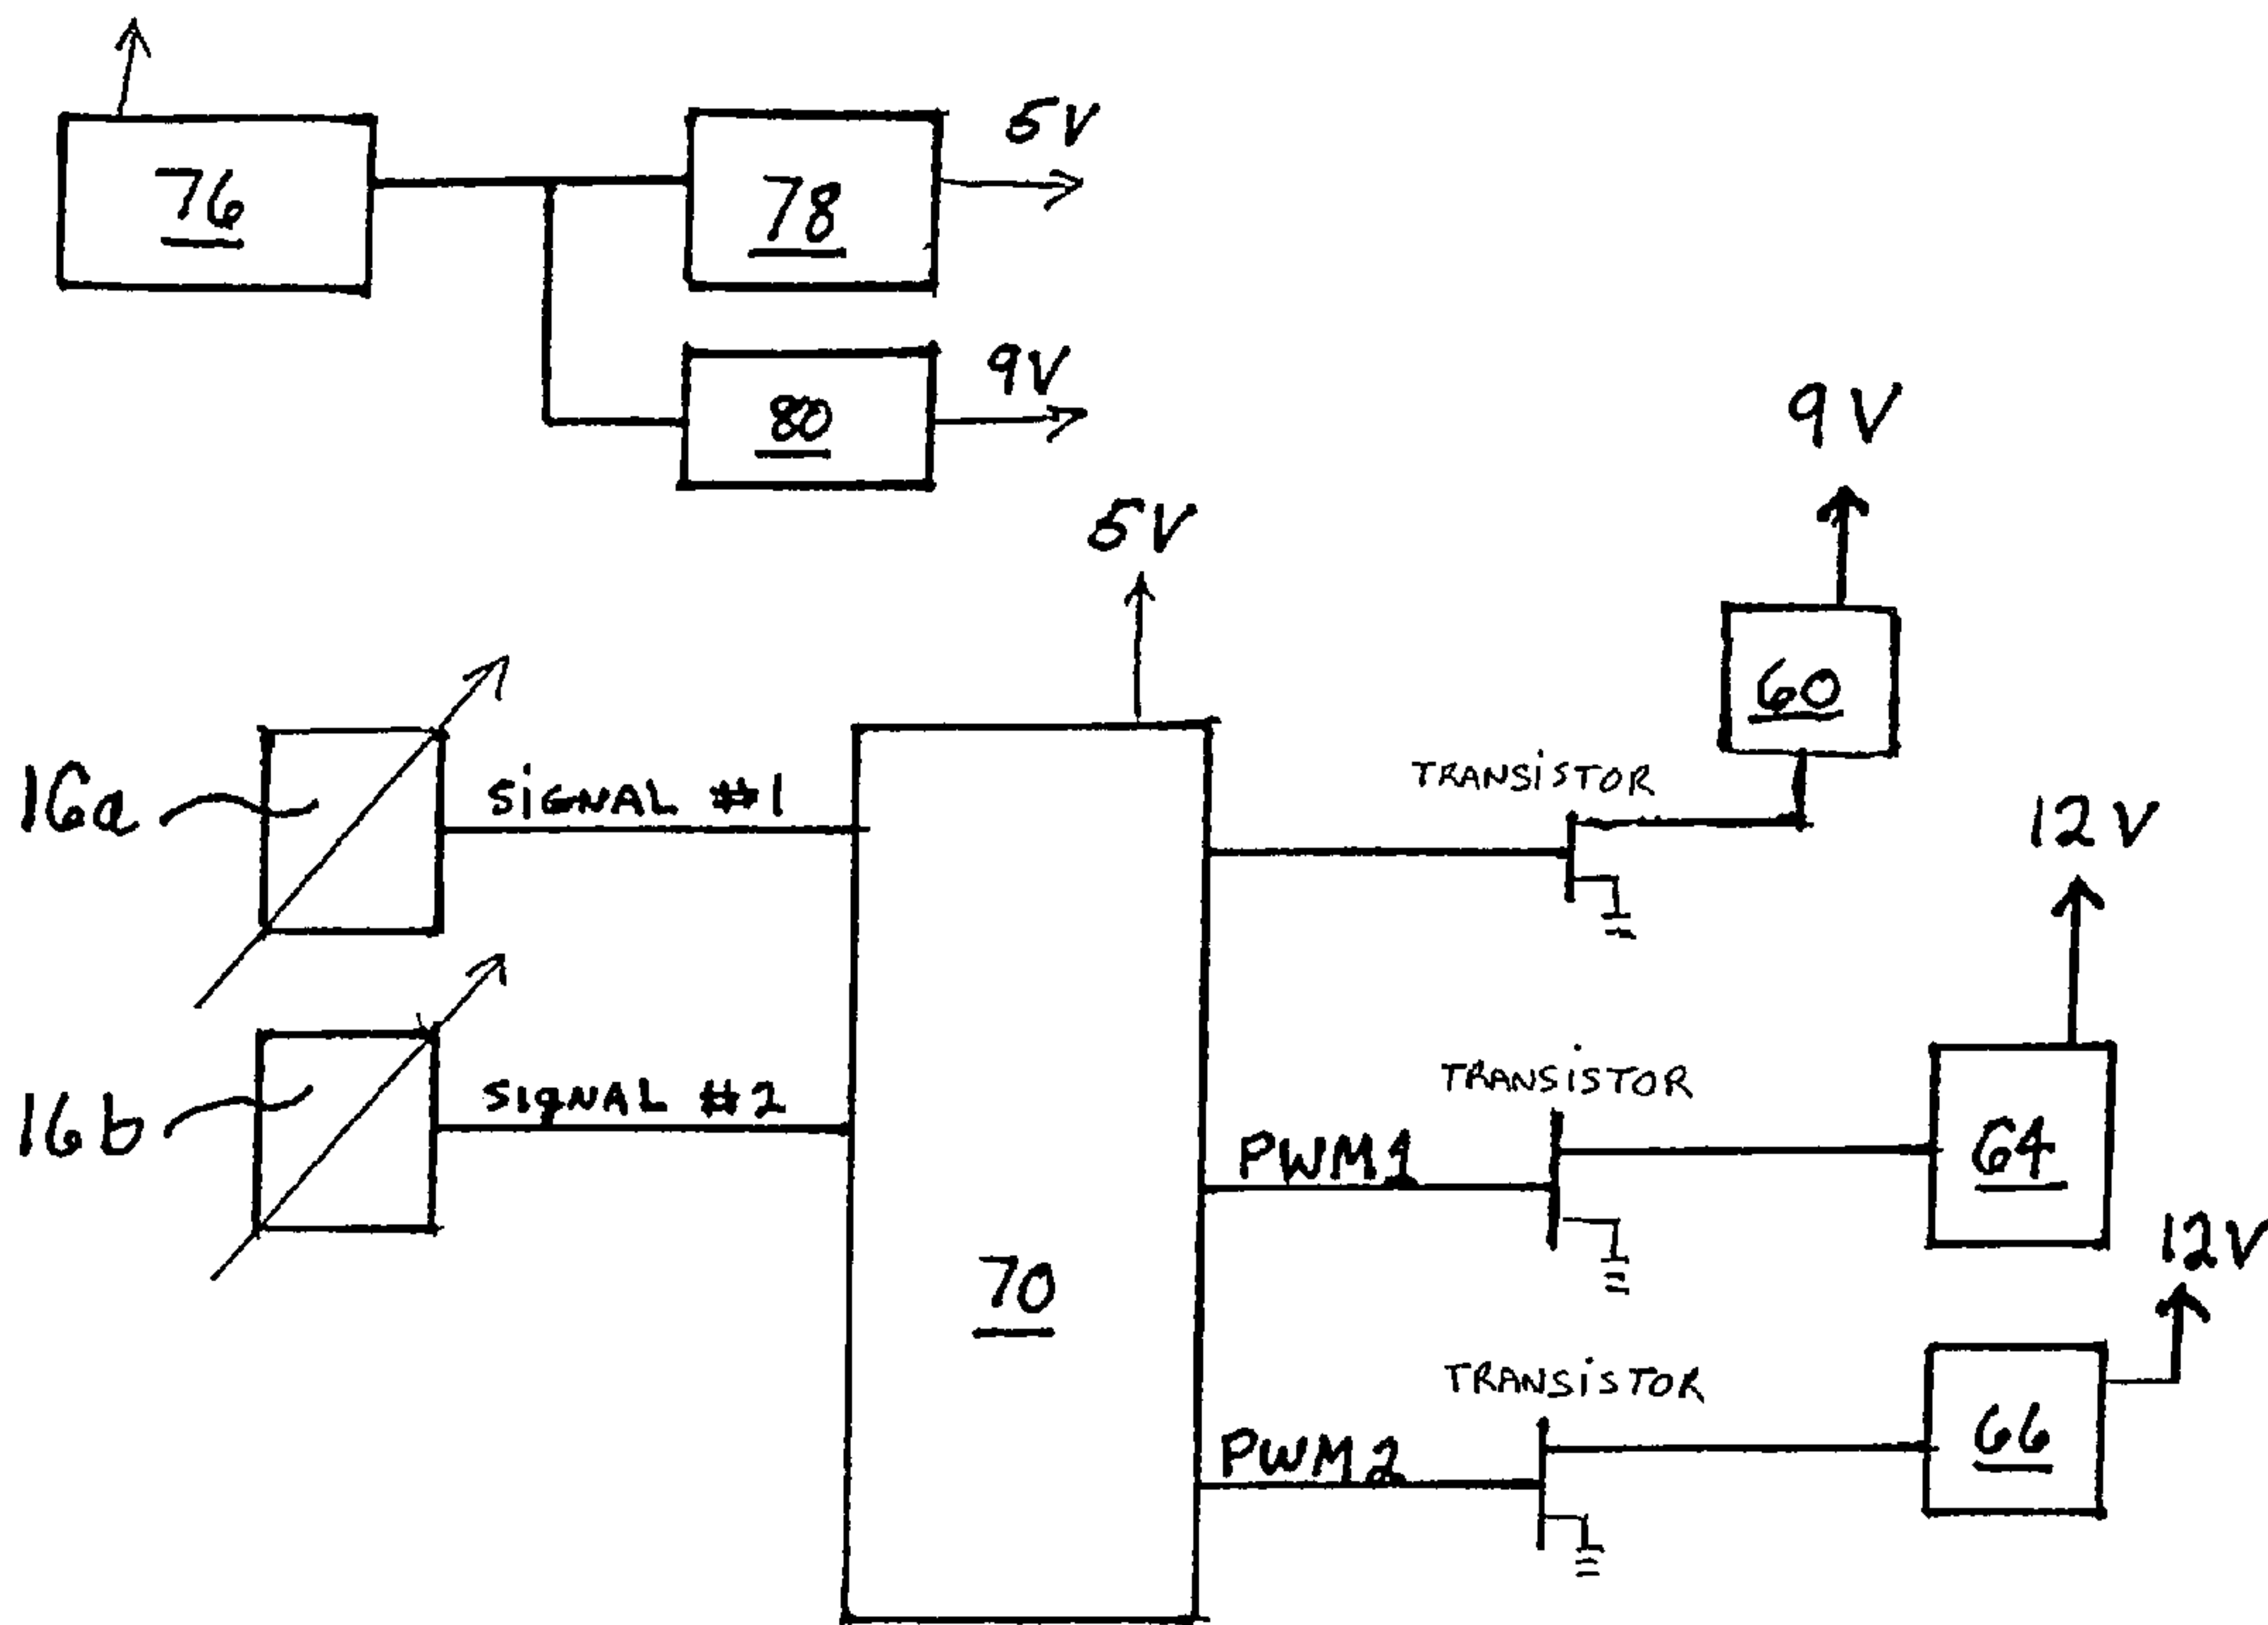 76
78
5V
80
9V
9V
5V
60
16a
SIGNAL #1
TRANSISTOR
12V
16b
SIGNAL #2
TRANSISTOR
PWM1
64
12V
70
TRANSISTOR
PWM2
66